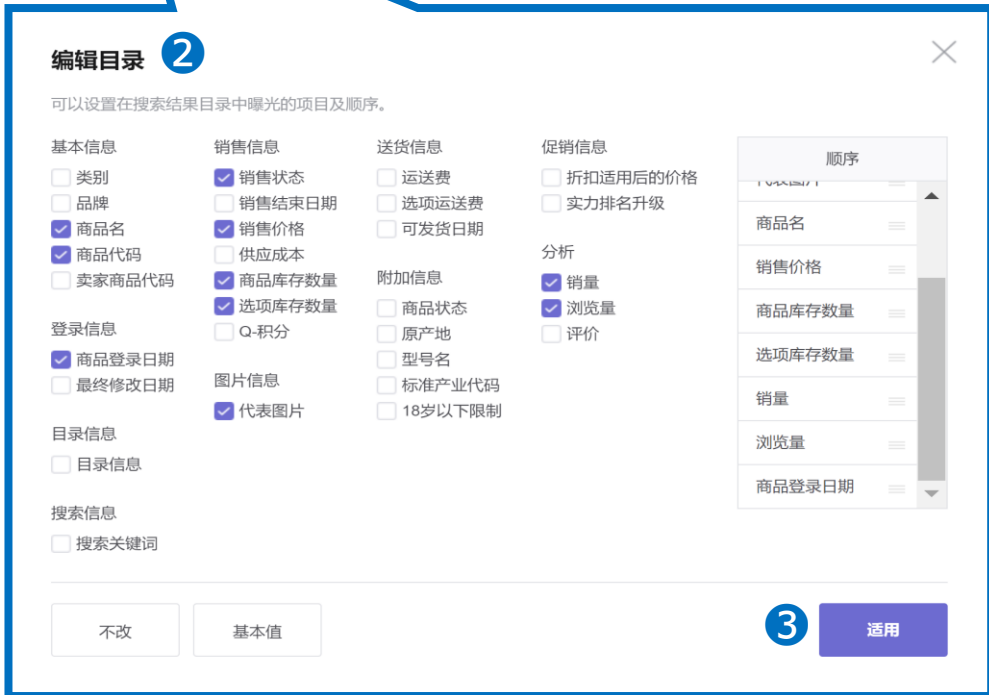 编辑目录 2
可以设置在搜索结果目录中曝光的项目及顺序。
基本信息
类别
品牌
商品名
商品代码
卖家商品代码
登录信息
商品登录日期
最终修改日期
目录信息
目录信息
搜索信息
搜索关键词
销售信息
销售状态
销售结束日期
销售价格
供应成本
商品库存数量
选项库存数量
Q-积分
图片信息
代表图片
送货信息
运送费
选项运送费
可发货日期
附加信息
商品状态
原产地
型号名
标准产业代码
18岁以下限制
促销信息
折扣适用后的价格
实力排名升级
分析
销量
浏览量
评价
顺序
代表图片
商品名
销售价格
商品库存数量
选项库存数量
销量
浏览量
商品登录日期
不改
基本值
3
适用